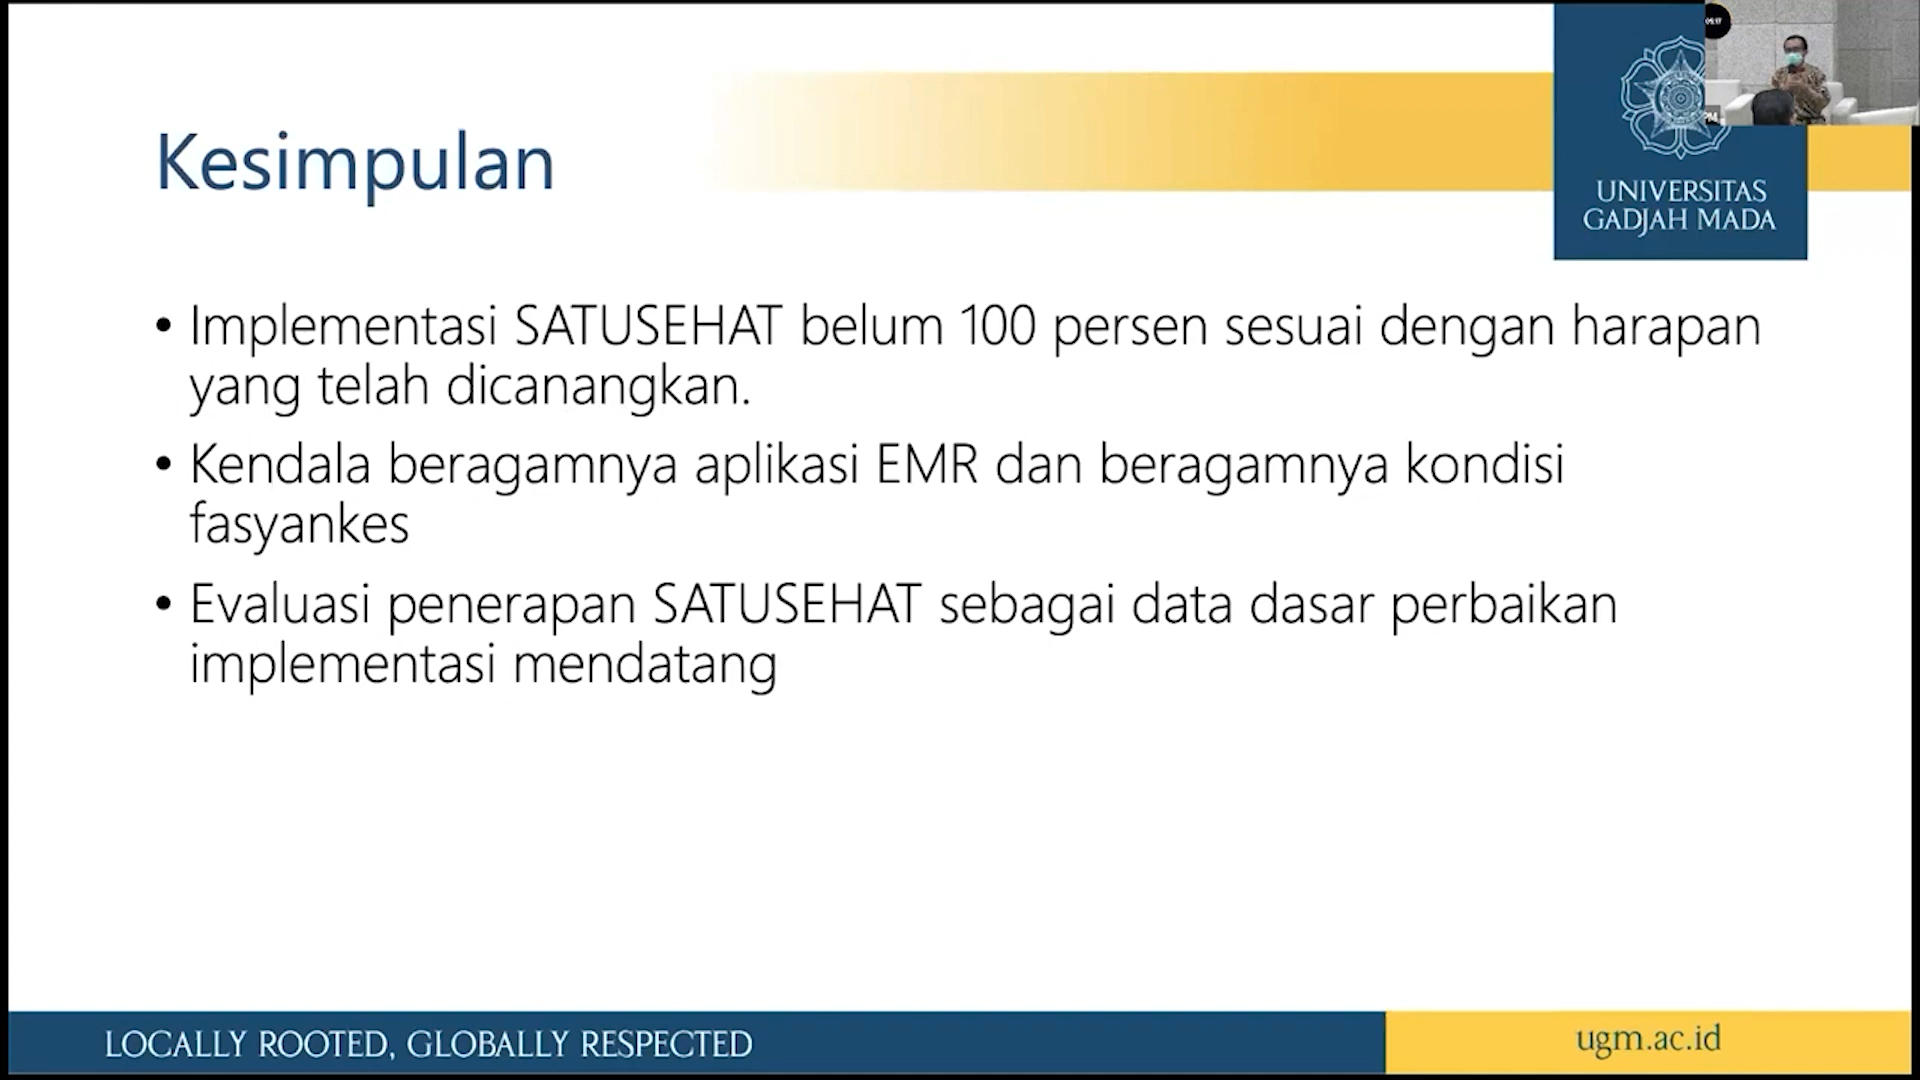 Kesimpulan
UNIVERSITAS
GADJAH MADA
• Implementasi SATUSEHAT belum 100 persen sesuai dengan harapan
yang telah dicanangkan.
• Kendala beragamnya aplikasi EMR dan beragamnya kondisi
fasyankes
• Evaluasi penerapan SATUSEHAT sebagai data dasar perbaikan
implementasi mendatang
LOCALLY ROOTED, GLOBALLY RESPECTED
ugm.ac.id